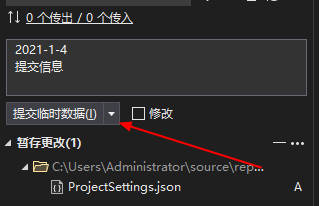 0 个传出 / 0 个传入
2021-1-4
提交信息
提交临时数据(I)
修改
暂存更改(1)
C:\Users\Administrator\source\rep...
ProjectSettings.json A